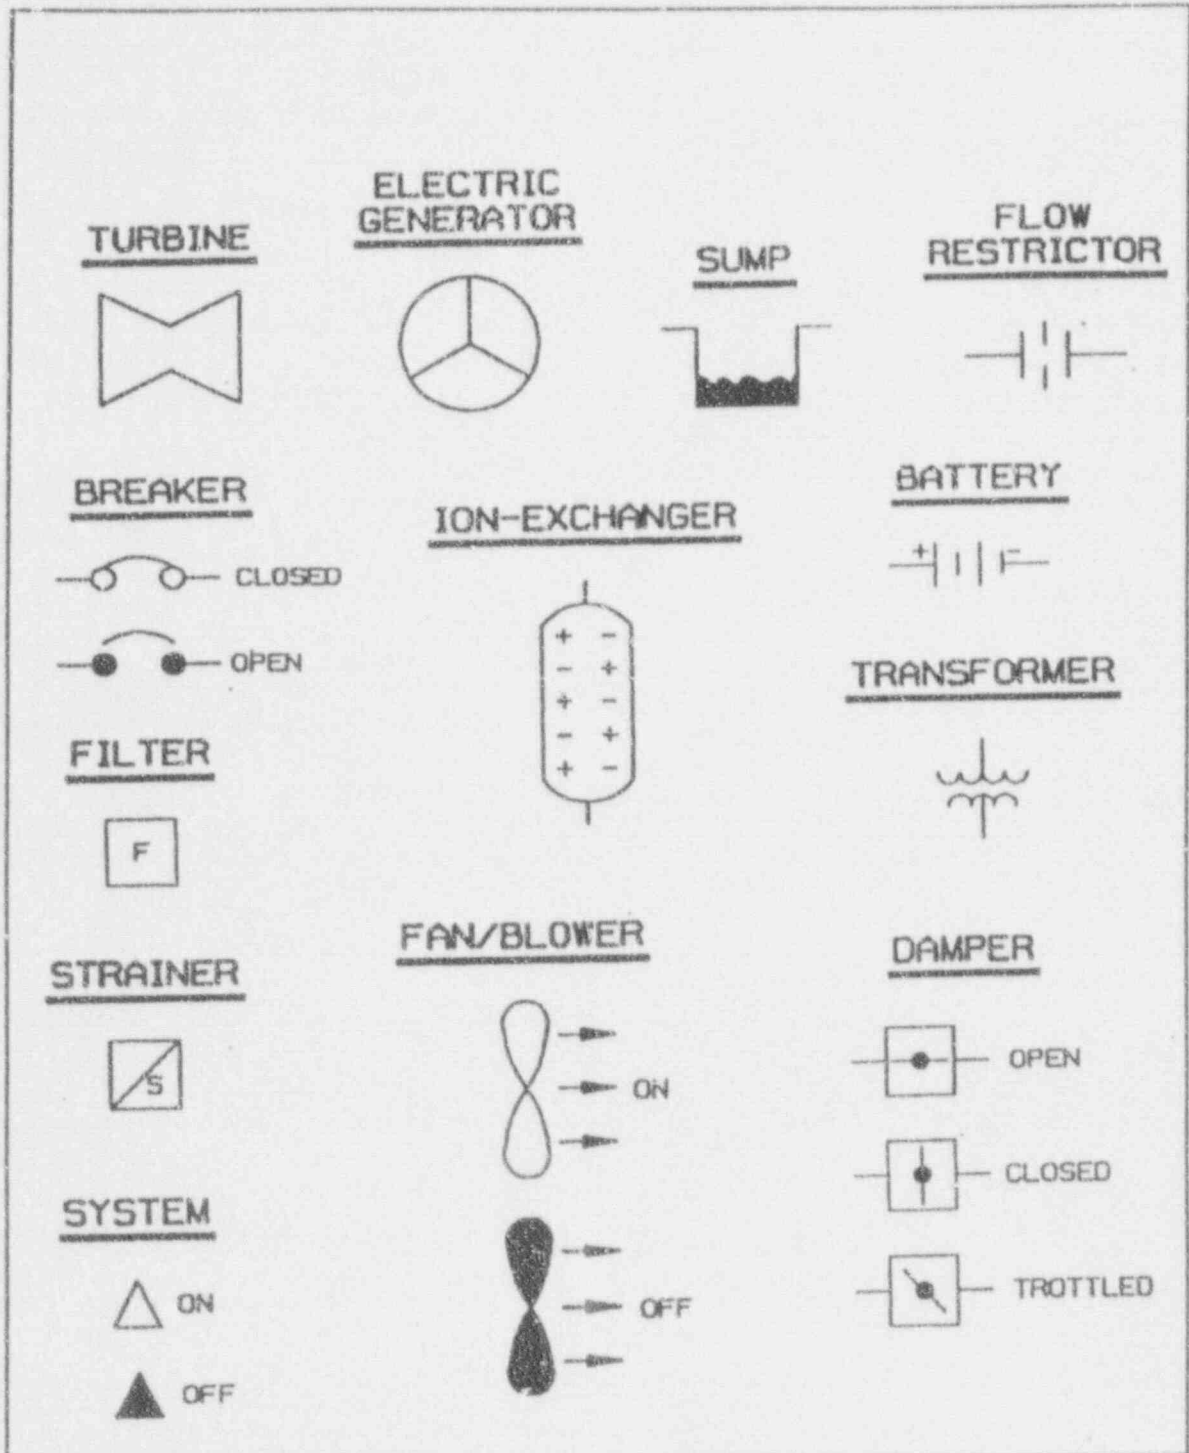 TURBINE
ELECTRIC
GENERATOR
SUMP
FLOW
RESTRICTOR
BREAKER
CLOSED
OPEN
ION-EXCHANGER
+ -
- +
+ -
- +
+ -
BATTERY
+ -
TRANSFORMER
FILTER
F
STRAINER
S
FAN/BLOWER
ON
OFF
DAMPER
OPEN
CLOSED
TROTTLED
SYSTEM
ON
OFF